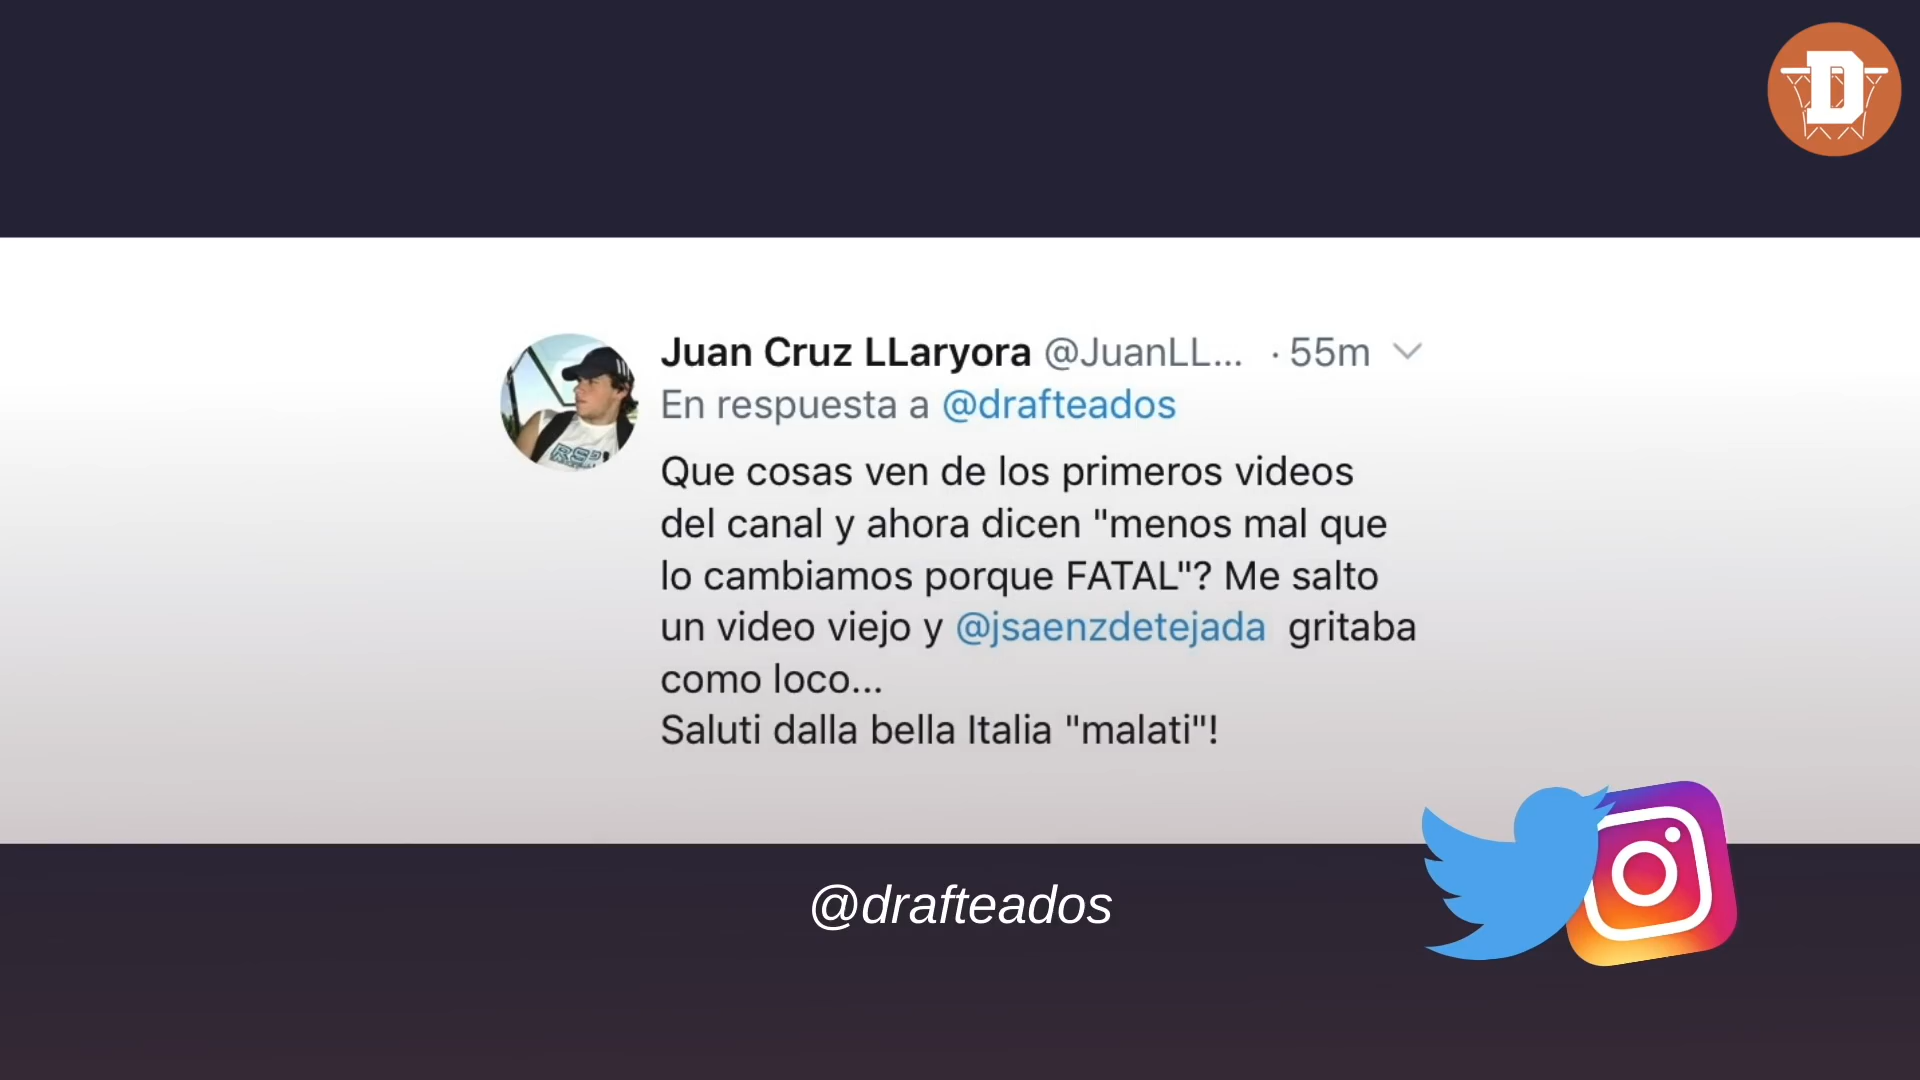 D
Juan Cruz LLaryora @JuanLL... · 55m
En respuesta a @drafteados
Que cosas ven de los primeros videos
del canal y ahora dicen "menos mal que
lo cambiamos porque FATAL"? Me salto
un video viejo y @jsaenzdetejada gritaba
como loco...
Saluti dalla bella Italia "malati"!
@drafteados